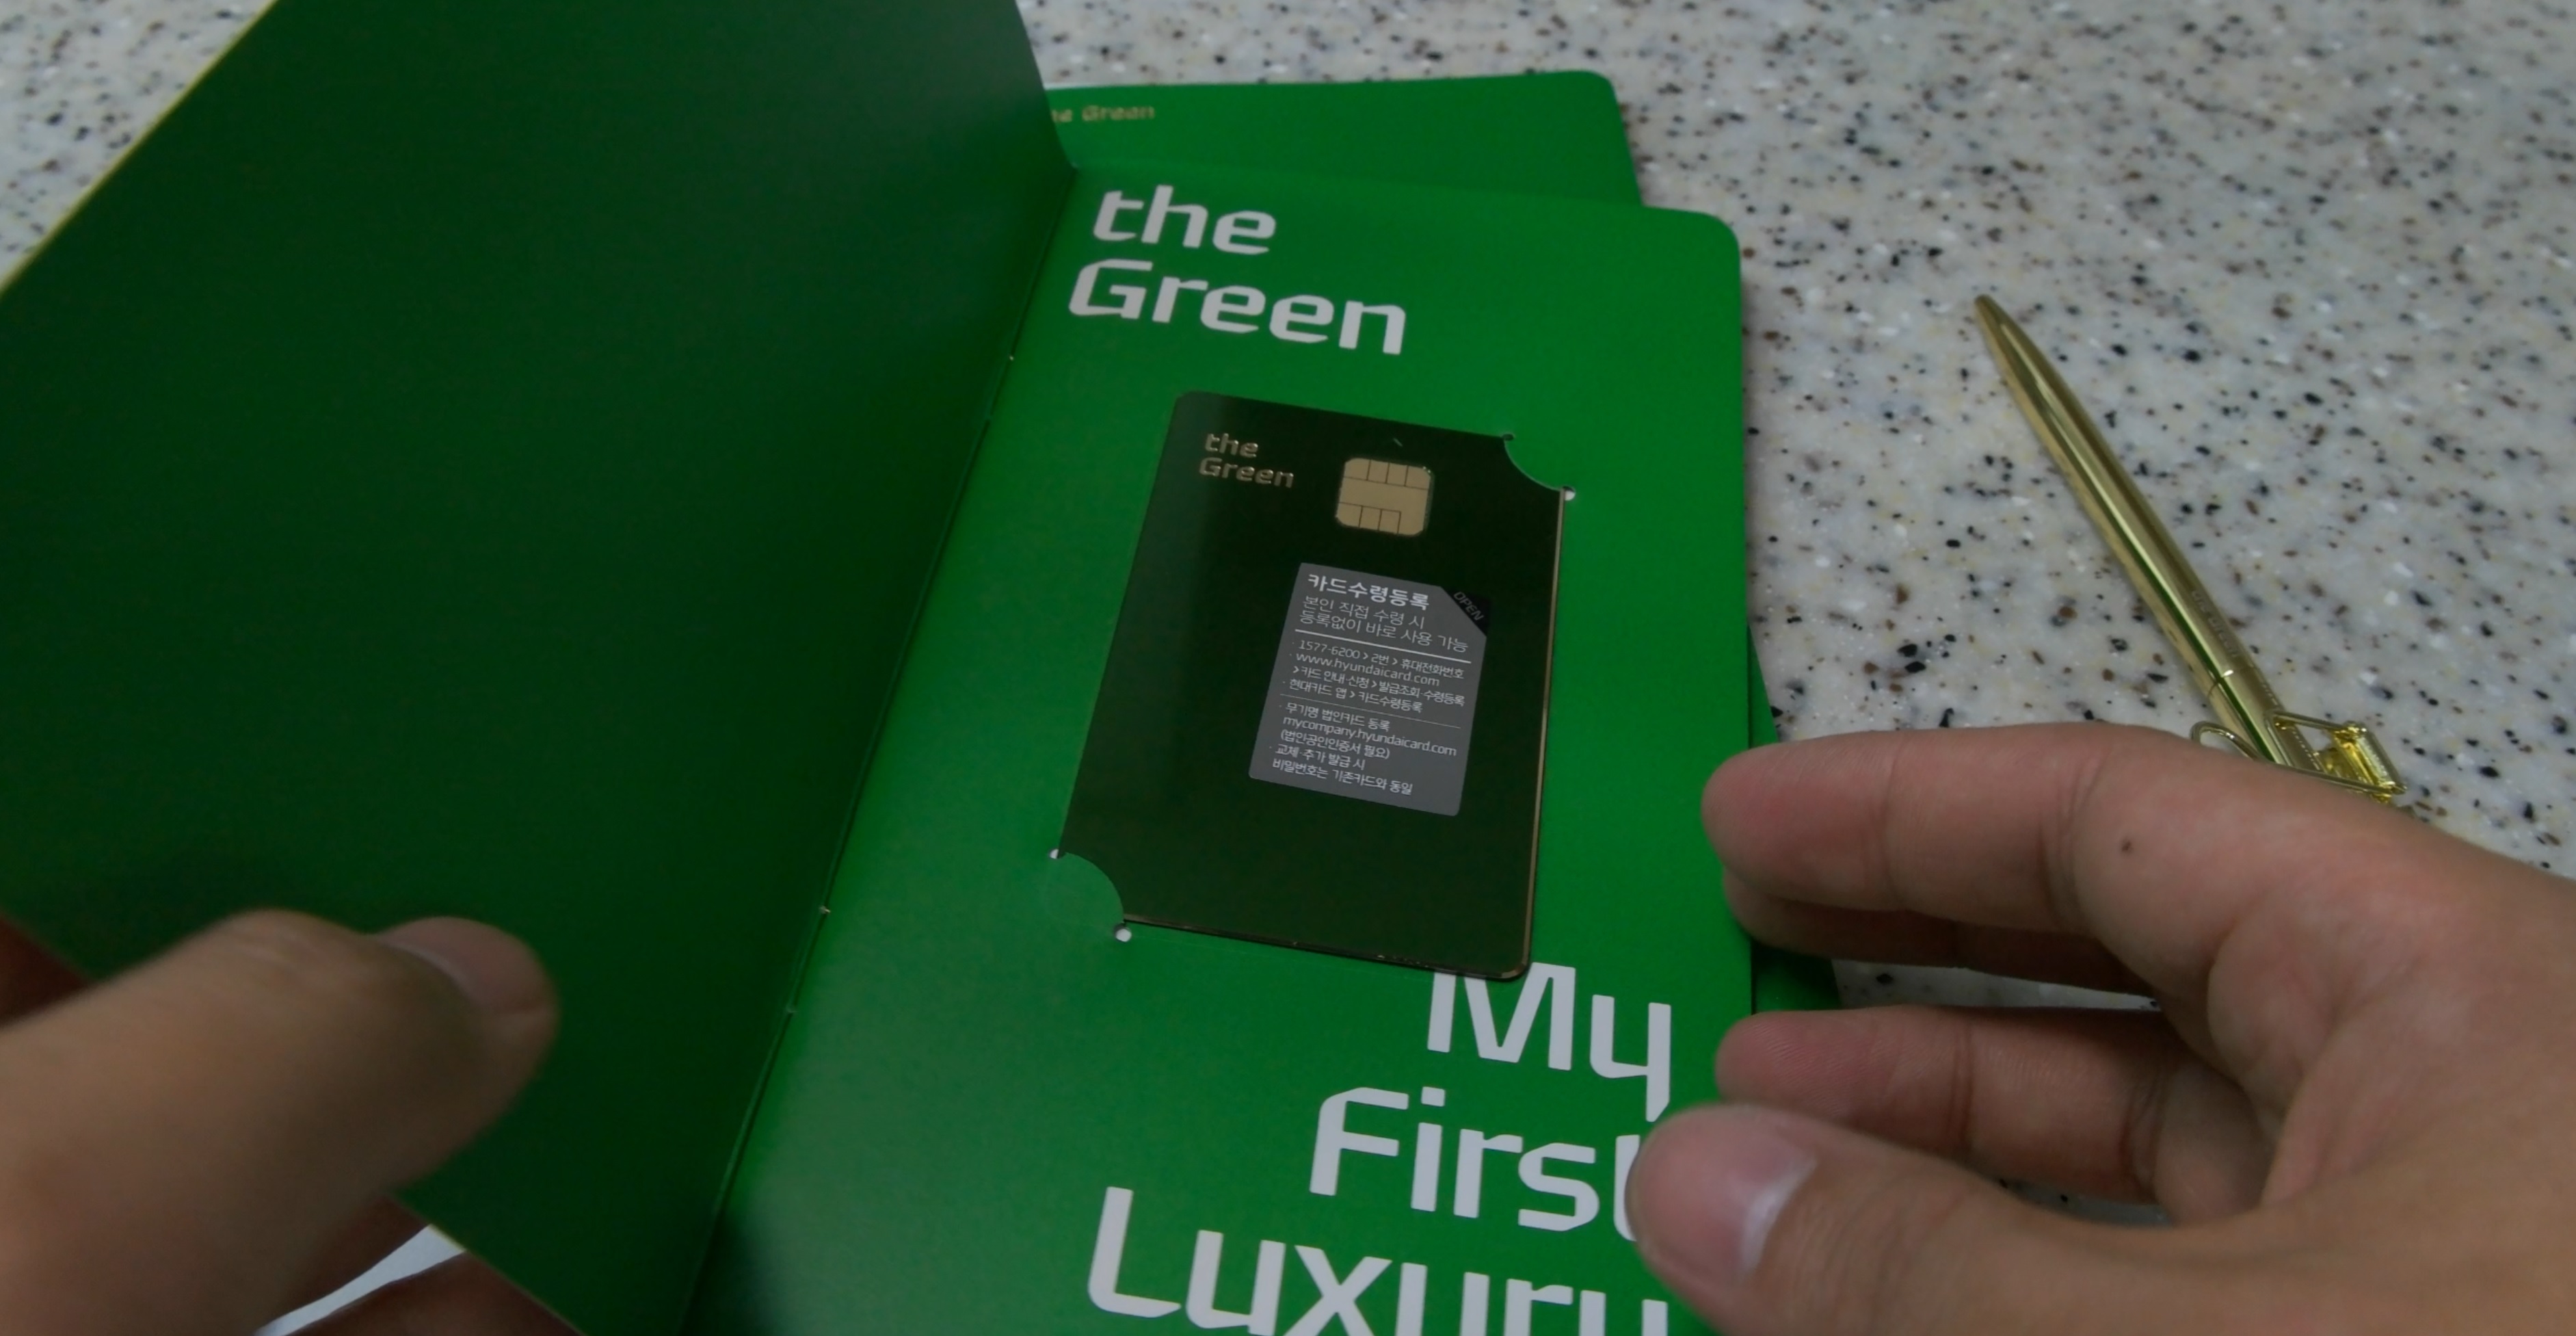 Green
the
Green
the
Green
OPEN
카드수령등록
본인 직접 수령 시
등록없이 바로 사용 가능
· 1577-6200 > 2번 > 휴대전화번호
· www.hyundaicard.com
> 카드 안내·신청 > 발급조회·수령등록
· 현대카드 앱 > 카드수령등록
· 무기명 법인카드 등록
mycompany.hyundaicard.com
(법인공인인증서 필요)
· 교체·추가 발급 시
비밀번호는 기존카드와 동일
My
First
Luxury